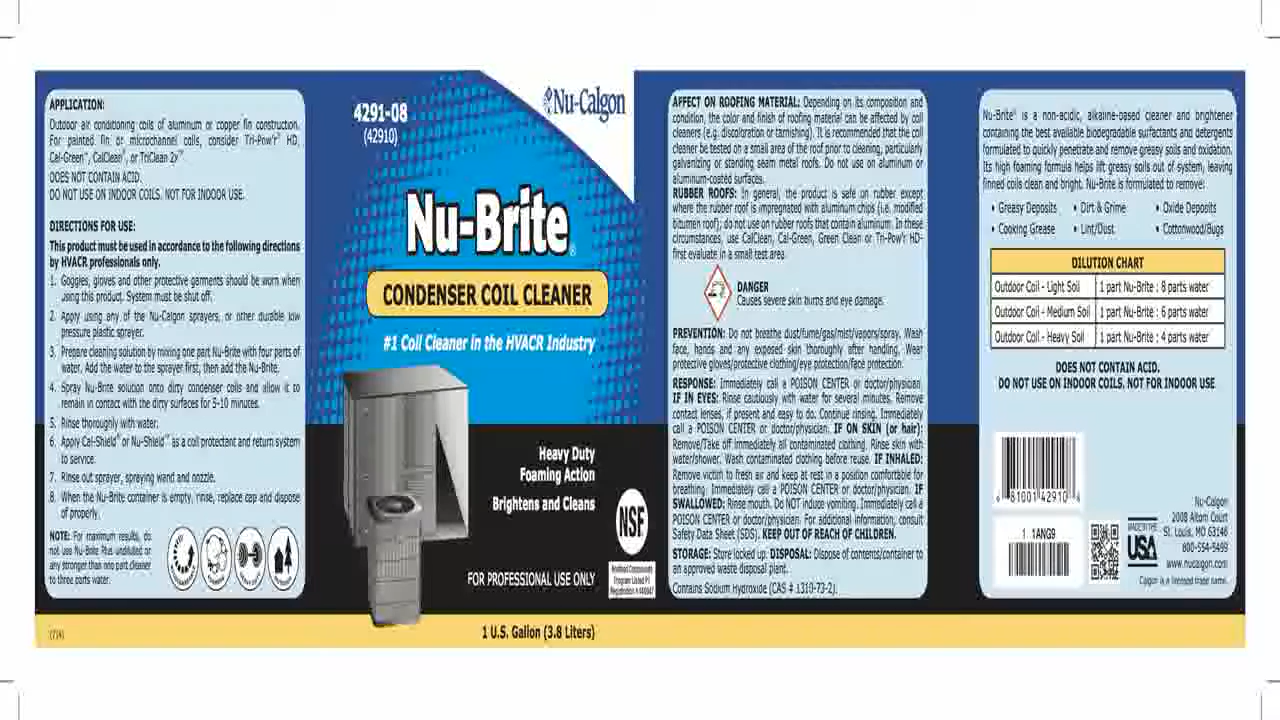 APPLICATION:
Outdoor air conditioning coils of aluminum or copper fin construction.
For painted fin or microchannel coils, consider Tri-Pow'r® HD,
Cal-Green™, CalClean®, or TriClean 2x™
DOES NOT CONTAIN ACID.
DO NOT USE ON INDOOR COILS. NOT FOR INDOOR USE.
DIRECTIONS FOR USE:
This product must be used in accordance to the following directions
by HVACR professionals only.
1. Goggles, gloves and other protective garments should be worn when
using this product. System must be shut off.
2. Apply using any of the Nu-Calgon sprayers, or other durable low
pressure plastic sprayer.
3. Prepare cleaning solution by mixing one part Nu-Brite with four parts of
water. Add the water to the sprayer first, then add the Nu-Brite.
4. Spray Nu-Brite solution onto dirty condenser coils and allow it to
remain in contact with the dirty surfaces for 5-10 minutes.
5. Rinse thoroughly with water.
6. Apply Cal-Shield® or Nu-Shield™ as a coil protectant and return system
to service.
7. Rinse out sprayer, spraying wand and nozzle.
8. When the Nu-Brite container is empty, rinse, replace cap and dispose
of properly.
NOTE: For maximum results, do
not use Nu-Brite Plus undiluted or
any stronger than one part cleaner
to three parts water.
4291-08
(42910)
Nu-Calgon
Nu-Brite®
CONDENSER COIL CLEANER
#1 Coil Cleaner in the HVACR Industry
Heavy Duty
Foaming Action
Brightens and Cleans
NSF
Nonfood Compounds
Program Listed
FOR PROFESSIONAL USE ONLY
1 U.S. Gallon (3.8 Liters)
AFFECT ON ROOFING MATERIAL: Depending on its composition and
condition, the color and finish of roofing material can be affected by coil
cleaners (e.g. discoloration or tarnishing). It is recommended that the coil
cleaner be tested on a small area of the roof prior to cleaning, particularly
galvanizing or standing seam metal roofs. Do not use on aluminum or
aluminum-coated surfaces.
RUBBER ROOFS: In general, the product is safe on rubber except
where the rubber roof is impregnated with aluminum chips (i.e. modified
bitumen roof); do not use on rubber roofs that contain aluminum. In these
circumstances, use CalClean, Cal-Green, Green Clean or Tri-Pow'r HD-
first evaluate in a small test area.
DANGER
Causes severe skin burns and eye damage.
PREVENTION: Do not breathe dust/fume/gas/mist/vapors/spray. Wash
face, hands and any exposed skin thoroughly after handling. Wear
protective gloves/protective clothing/eye protection/face protection.
RESPONSE: Immediately call a POISON CENTER or doctor/physician.
IF IN EYES: Rinse cautiously with water for several minutes. Remove
contact lenses, if present and easy to do. Continue rinsing. Immediately
call a POISON CENTER or doctor/physician. IF ON SKIN (or hair):
Remove/Take off immediately all contaminated clothing. Rinse skin with
water/shower. Wash contaminated clothing before reuse. IF INHALED:
Remove victim to fresh air and keep at rest in a position comfortable for
breathing. Immediately call a POISON CENTER or doctor/physician. IF
SWALLOWED: Rinse mouth. Do NOT induce vomiting. Immediately call a
POISON CENTER or doctor/physician. For additional information, consult
Safety Data Sheet (SDS). KEEP OUT OF REACH OF CHILDREN.
STORAGE: Store locked up. DISPOSAL: Dispose of contents/container to
an approved waste disposal plant.
Contains Sodium Hydroxide (CAS # 1310-73-2).
Nu-Brite® is a non-acidic, alkaline-based cleaner and brightener
containing the best available biodegradable surfactants and detergents
formulated to quickly penetrate and remove greasy soils and oxidation.
Its high foaming formula helps lift greasy soils out of system, leaving
finned coils clean and bright. Nu-Brite is formulated to remove:
• Greasy Deposits • Dirt & Grime • Oxide Deposits
• Cooking Grease • Lint/Dust • Cottonwood/Bugs
DILUTION CHART
Outdoor Coil - Light Soil 1 part Nu-Brite : 8 parts water
Outdoor Coil - Medium Soil 1 part Nu-Brite : 6 parts water
Outdoor Coil - Heavy Soil 1 part Nu-Brite : 4 parts water
DOES NOT CONTAIN ACID.
DO NOT USE ON INDOOR COILS. NOT FOR INDOOR USE
6 81001 42910 4
1 1ANG9
MADE IN THE
USA
Nu-Calgon
2008 Altom Court
St. Louis, MO 63146
800-554-5499
www.nucalgon.com
Calgon is a licensed trade name.